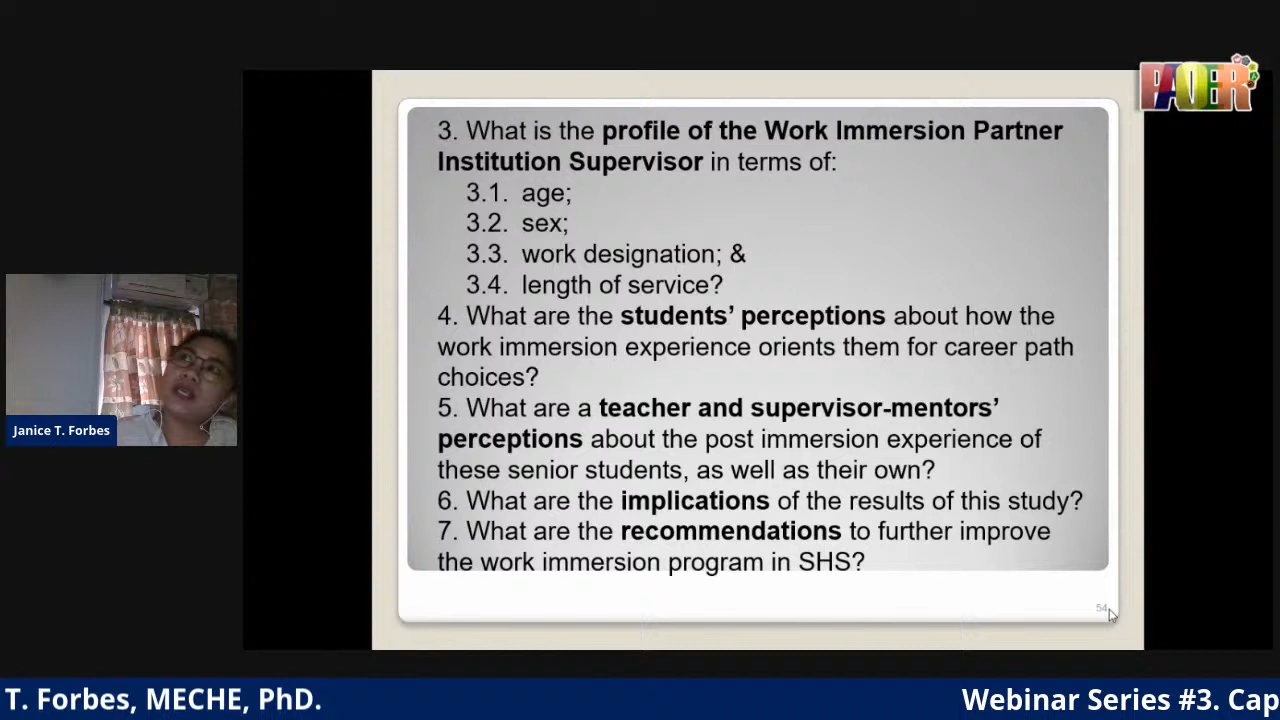 PAOER
3. What is the profile of the Work Immersion Partner
Institution Supervisor in terms of:
3.1. age;
3.2. sex;
3.3. work designation; &
3.4. length of service?
4. What are the students’ perceptions about how the
work immersion experience orients them for career path
choices?
5. What are a teacher and supervisor-mentors’
perceptions about the post immersion experience of
these senior students, as well as their own?
6. What are the implications of the results of this study?
7. What are the recommendations to further improve
the work immersion program in SHS?
54
Janice T. Forbes
T. Forbes, MECHE, PhD.
Webinar Series #3. Cap